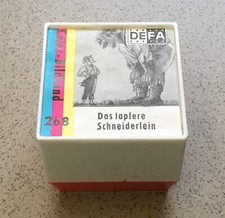 DEFA
268
Das tapfere
Schneiderlein